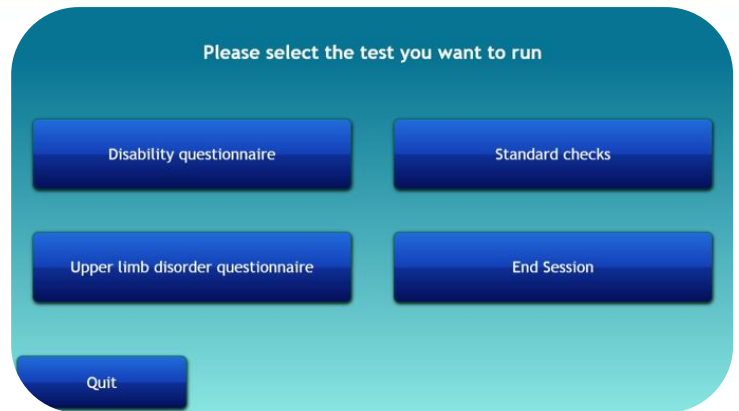 Please select the test you want to run
Disability questionnaire
Standard checks
Upper limb disorder questionnaire
End Session
Quit